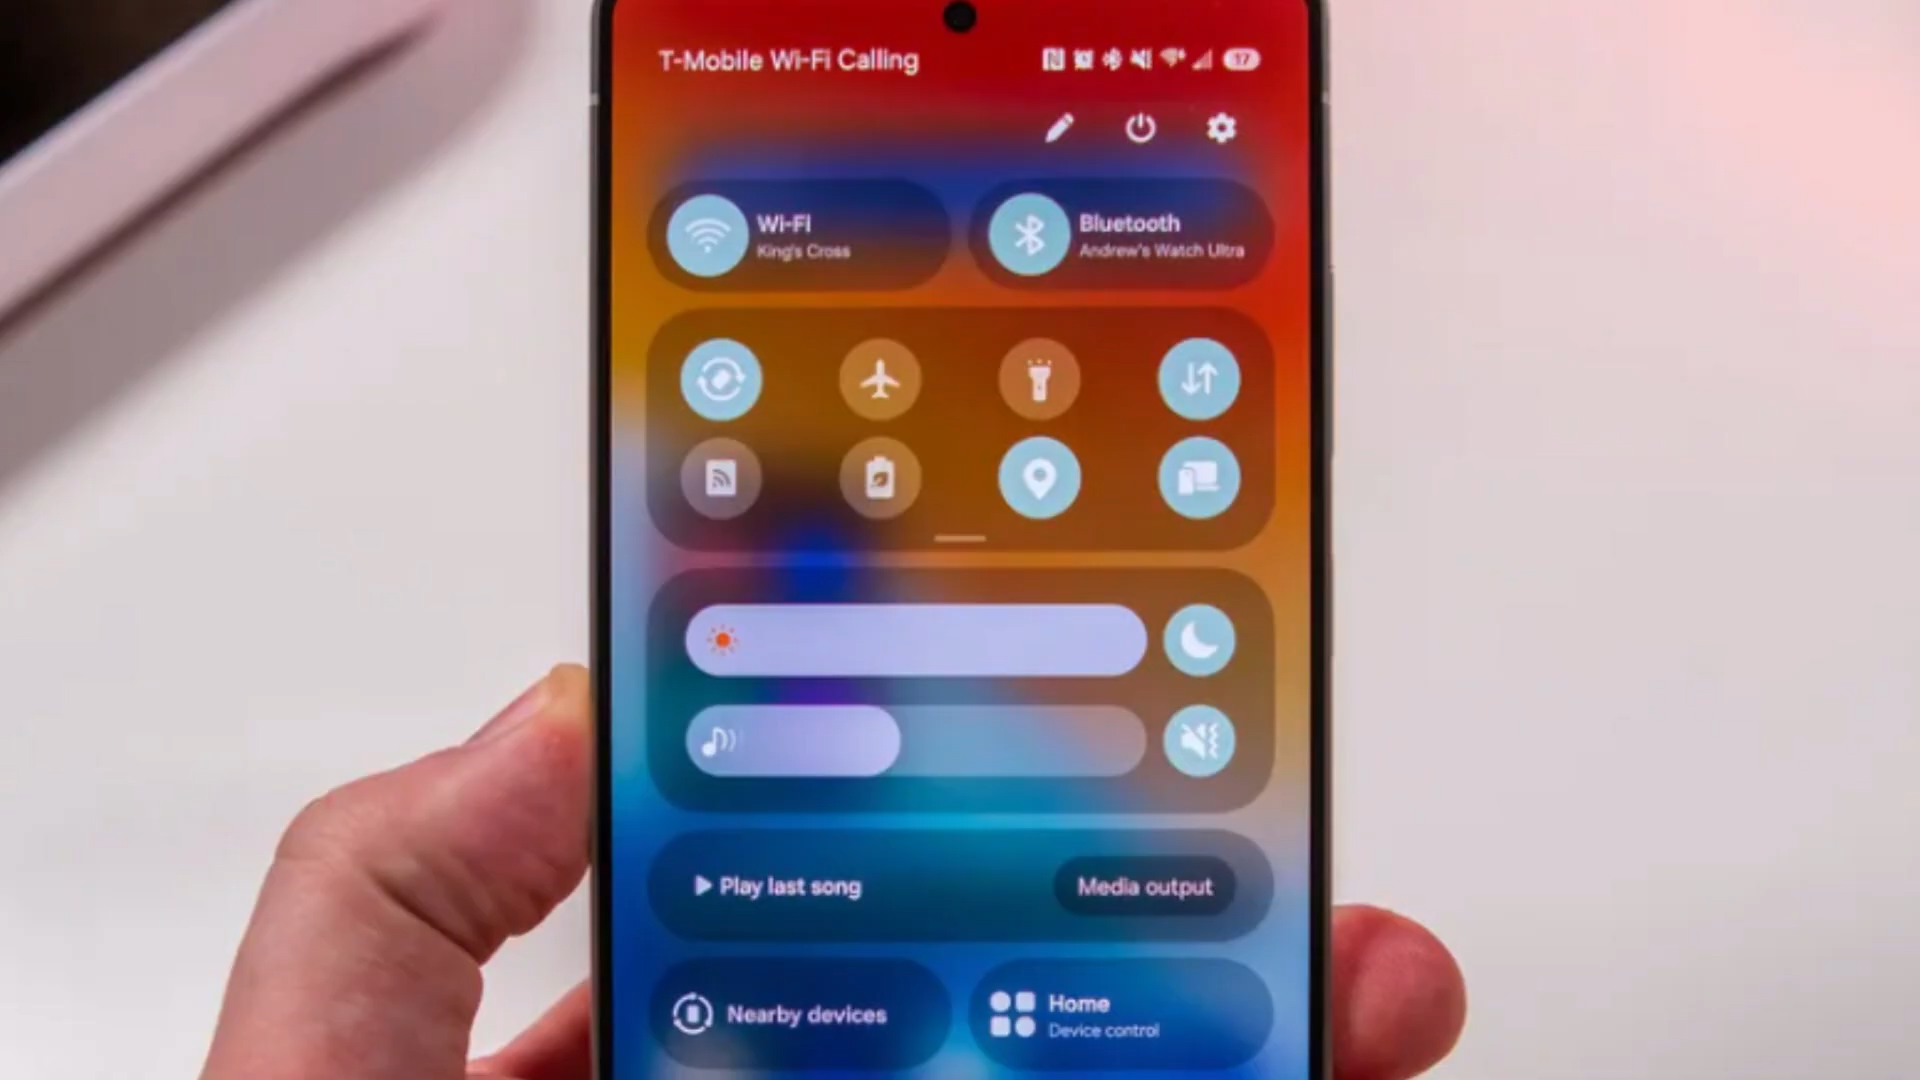 T-Mobile Wi-Fi Calling
17
Wi-Fi
King's Cross
Bluetooth
Andrew's Watch Ultra
Play last song
Media output
Nearby devices
Home
Device control